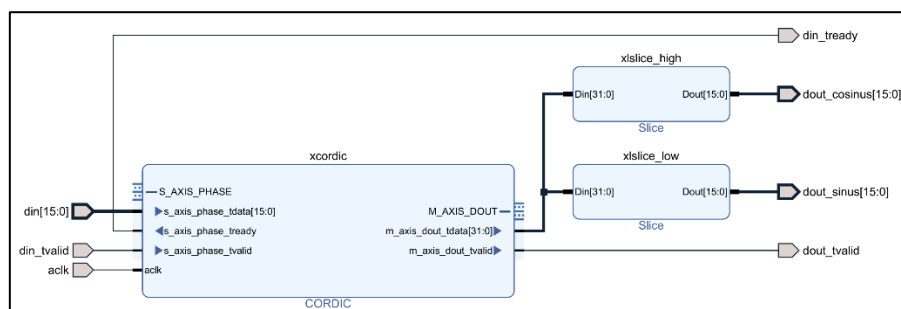 din_tready
xlslice_high
Din[31:0] Dout[15:0]
dout_cosinus[15:0]
Slice
xcordic
xlslice_low
S_AXIS_PHASE
Din[31:0] Dout[15:0]
dout_sinus[15:0]
din[15:0]
s_axis_phase_tdata[15:0]
M_AXIS_DOUT
Slice
s_axis_phase_tready
m_axis_dout_tdata[31:0]
din_tvalid
s_axis_phase_tvalid
m_axis_dout_tvalid
dout_tvalid
aclk
aclk
CORDIC